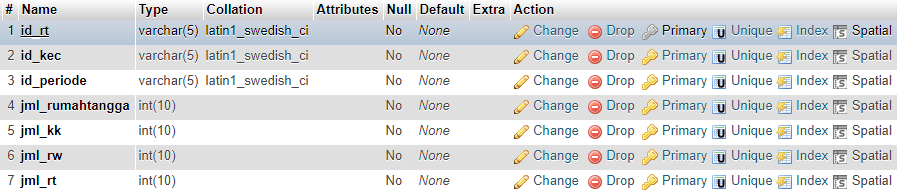 # Name Type Collation Attributes Null Default Extra Action
1 id_rt varchar(5) latin1_swedish_ci No None Change Drop Primary Unique Index Spatial
2 id_kec varchar(5) latin1_swedish_ci No None Change Drop Primary Unique Index Spatial
3 id_periode varchar(5) latin1_swedish_ci No None Change Drop Primary Unique Index Spatial
4 jml_rumahtangga int(10) No None Change Drop Primary Unique Index Spatial
5 jml_kk int(10) No None Change Drop Primary Unique Index Spatial
6 jml_rw int(10) No None Change Drop Primary Unique Index Spatial
7 jml_rt int(10) No None Change Drop Primary Unique Index Spatial